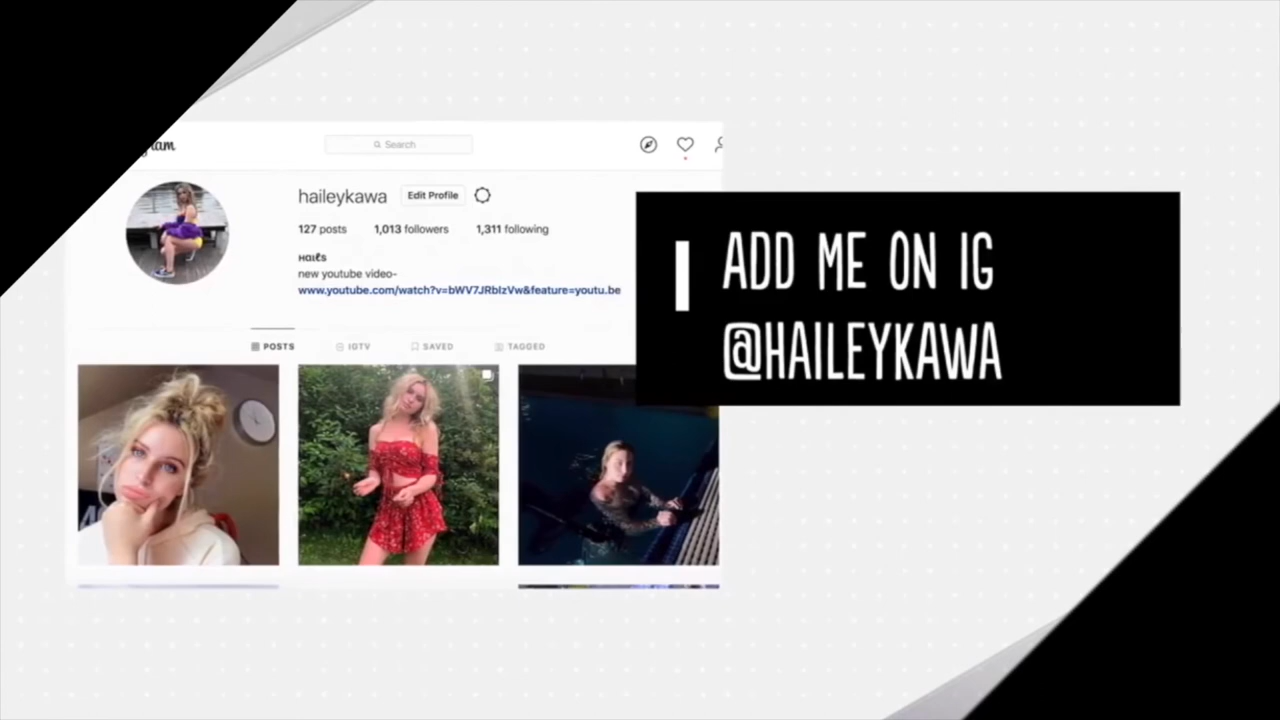 Search
haileykawa Edit Profile
127 posts 1,013 followers 1,311 following
нαιℓs
new youtube video-
www.youtube.com/watch?v=bWV7JRbIzVw&feature=youtu.be
POSTS IGTV SAVED TAGGED
ADD ME ON IG
@HAILEYKAWA